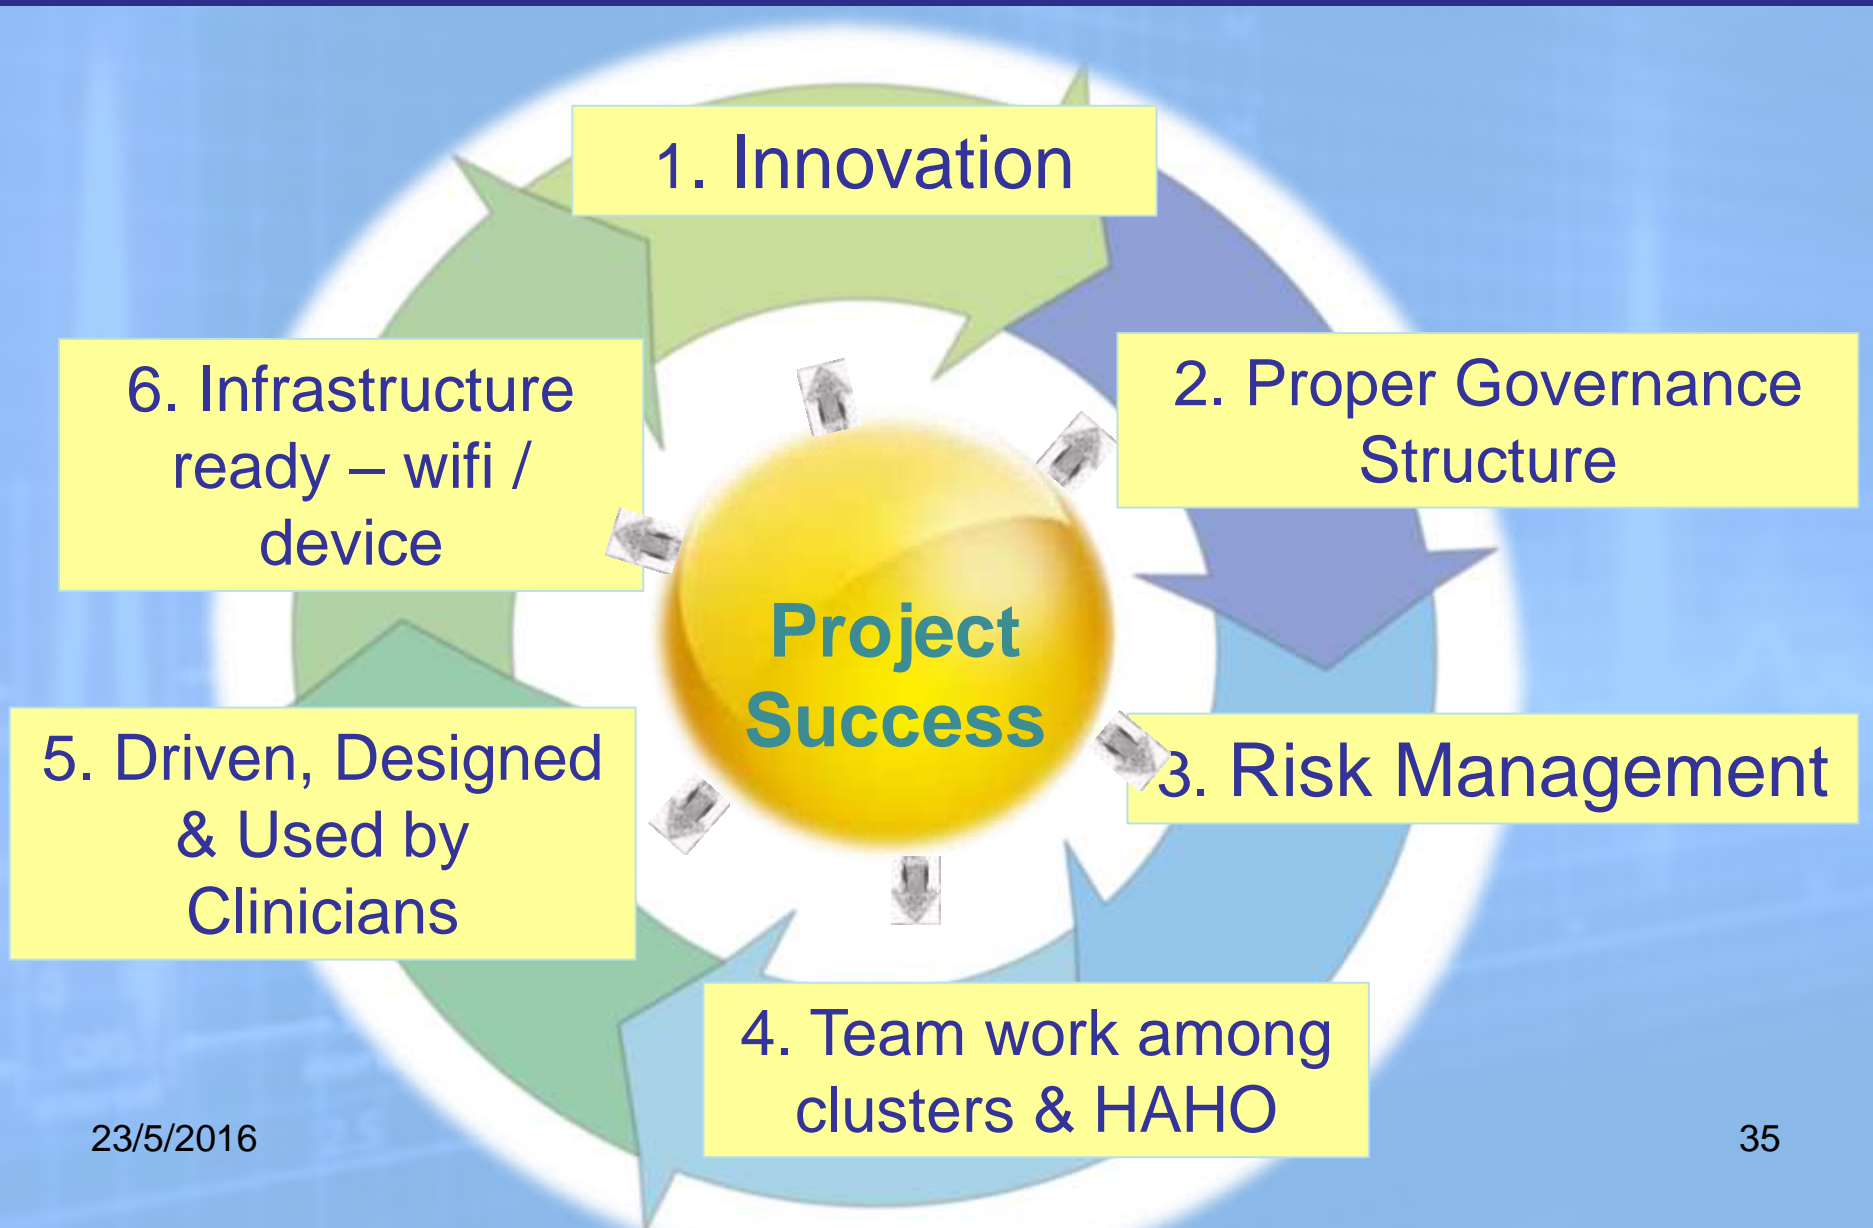 1. Innovation
2. Proper Governance
Structure
3. Risk Management
4. Team work among
clusters & HAHO
5. Driven, Designed
& Used by
Clinicians
6. Infrastructure
ready – wifi /
device
Project
Success
23/5/2016
35